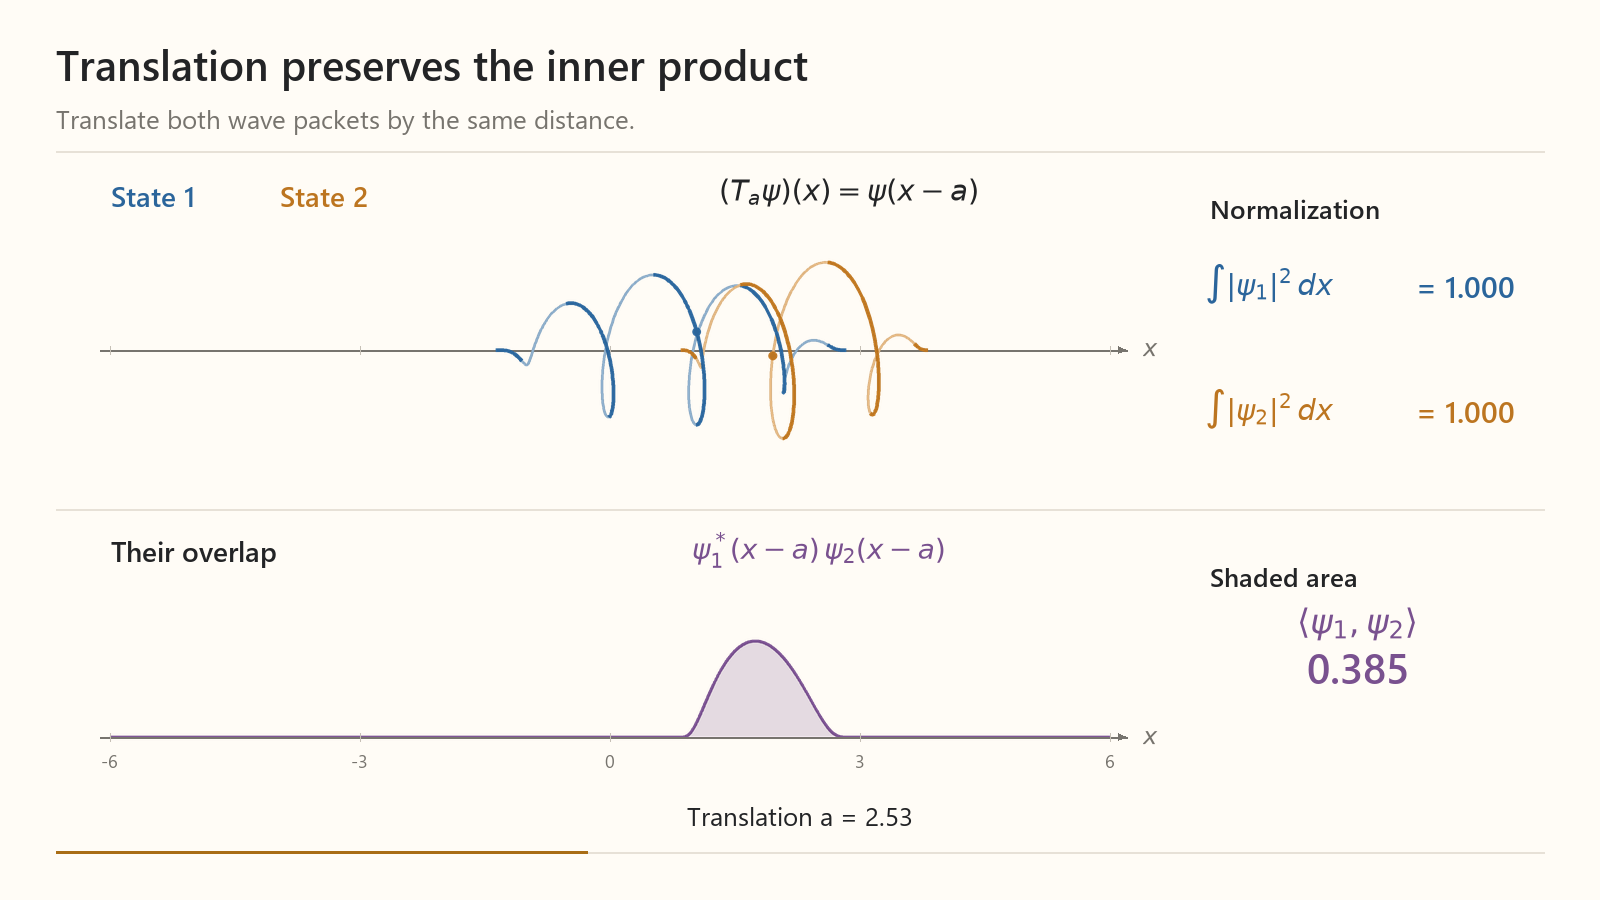 Translation preserves the inner product
Translate both wave packets by the same distance.
State 1
State 2
(Tₐψ)(x) = ψ(x − a)
Normalization
∫|ψ₁|² dx = 1.000
x
∫|ψ₂|² dx = 1.000
Their overlap
ψ₁*(x − a) ψ₂(x − a)
Shaded area
⟨ψ₁, ψ₂⟩
0.385
x
-6 -3 0 3 6
Translation a = 2.53